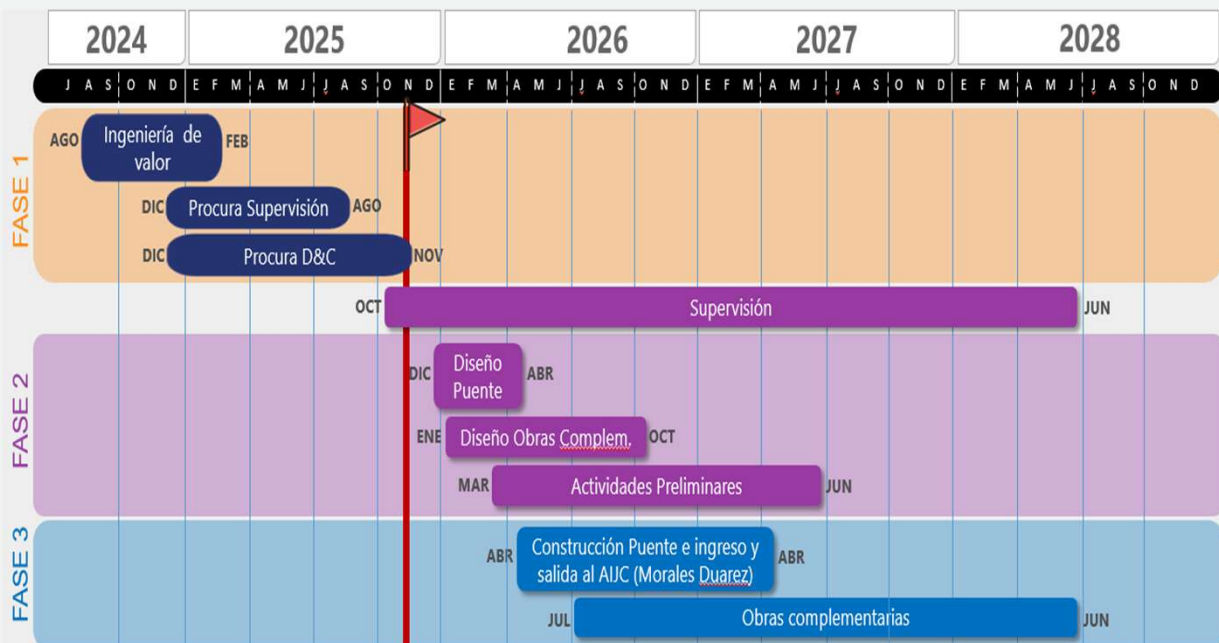 2024 2025 2026 2027 2028
J A S O N D E F M A M J J A S O N D E F M A M J J A S O N D E F M A M J J A S O N D E F M A M J J A S O N D
FASE 1
AGO Ingeniería de valor FEB
DIC Procura Supervisión AGO
DIC Procura D&C NOV
OCT Supervisión JUN
FASE 2
DIC Diseño Puente ABR
ENE Diseño Obras Complem. OCT
MAR Actividades Preliminares JUN
FASE 3
ABR Construcción Puente e ingreso y
salida al AIJC (Morales Duarez) ABR
JUL Obras complementarias JUN